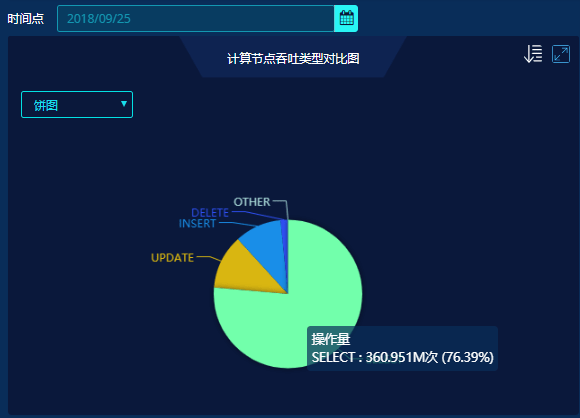 时间点 2018/09/25
计算节点吞吐类型对比图
饼图
OTHER
DELETE
INSERT
UPDATE
操作量
SELECT : 360.951M次 (76.39%)